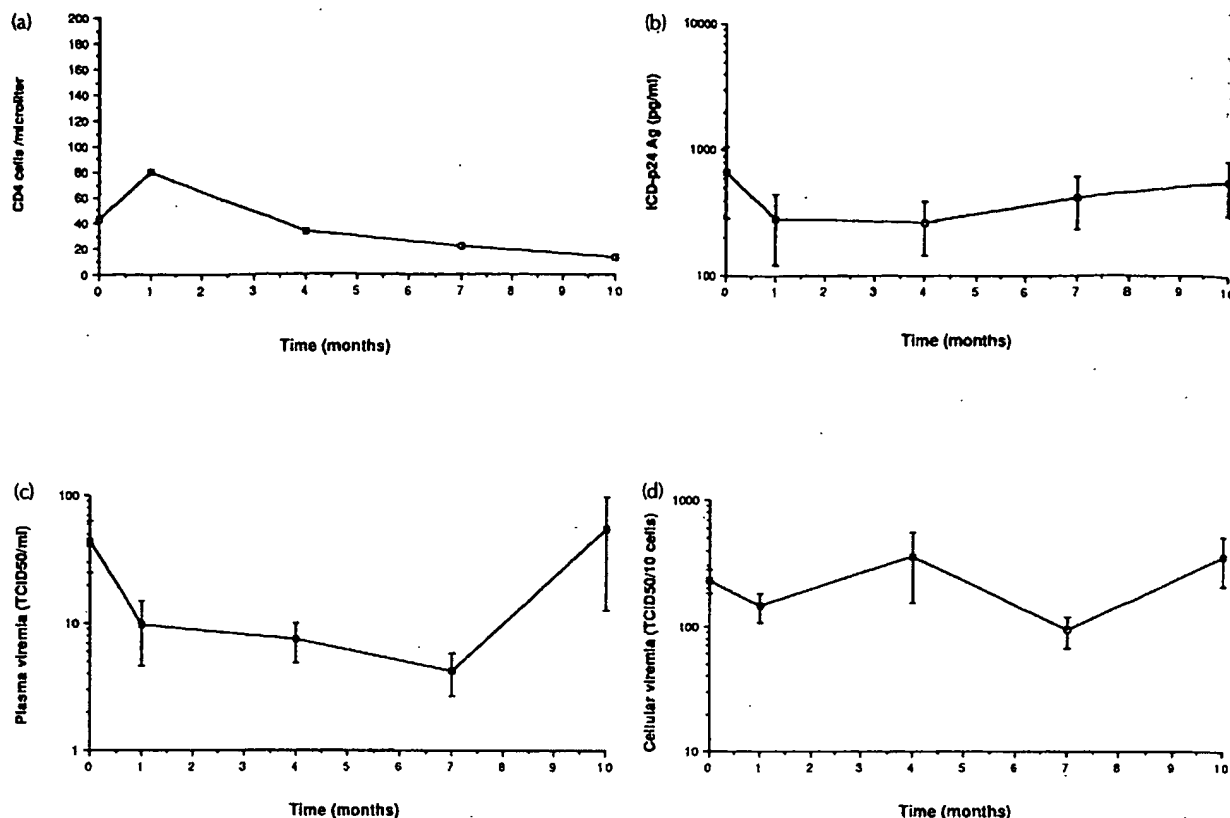 (a)
CD4 cells /microliter
200
180
160
140
120
100
80
60
40
20
0
0 1 2 3 4 5 6 7 8 9 10
Time (months)
(b)
ICD-p24 Ag (pg/ml)
10000
1000
100
0 1 2 3 4 5 6 7 8 9 10
Time (months)
(c)
Plasma viremia (TCID50/ml)
100
10
1
0 1 2 3 4 5 6 7 8 9 10
Time (months)
(d)
Cellular viremia (TCID50/10 cells)
1000
100
10
0 1 2 3 4 5 6 7 8 9 10
Time (months)